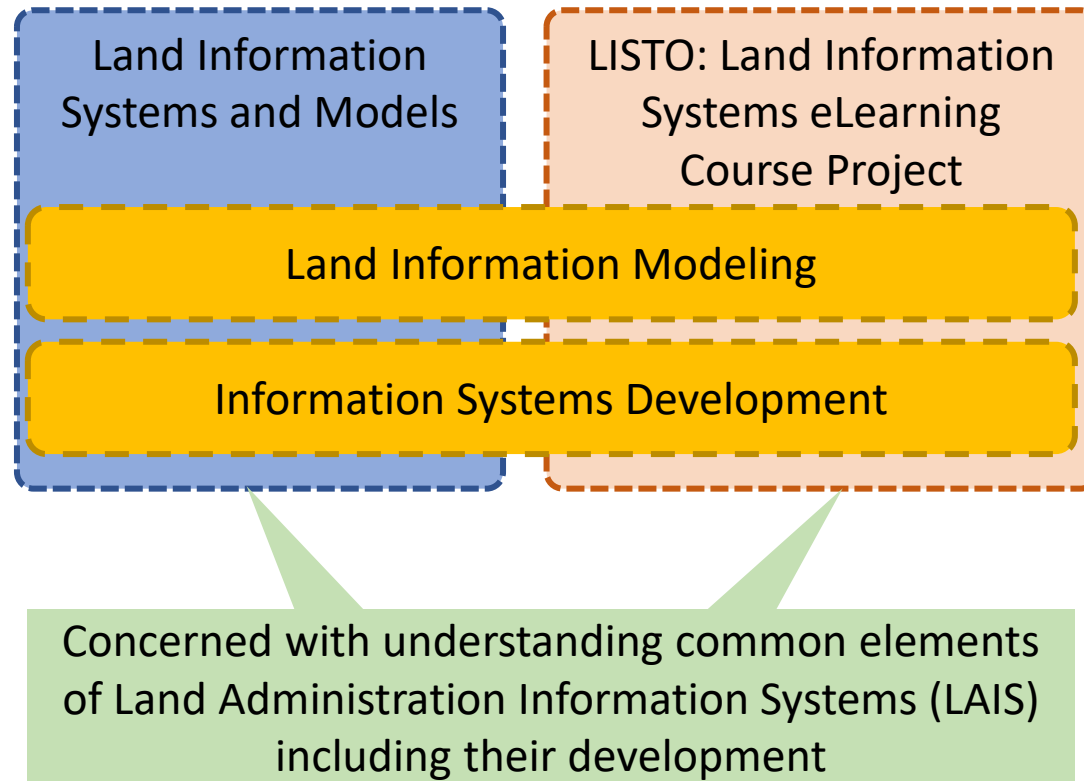 Land Information
Systems and Models
LISTO: Land Information
Systems eLearning
Course Project
Land Information Modeling
Information Systems Development
Concerned with understanding common elements
of Land Administration Information Systems (LAIS)
including their development